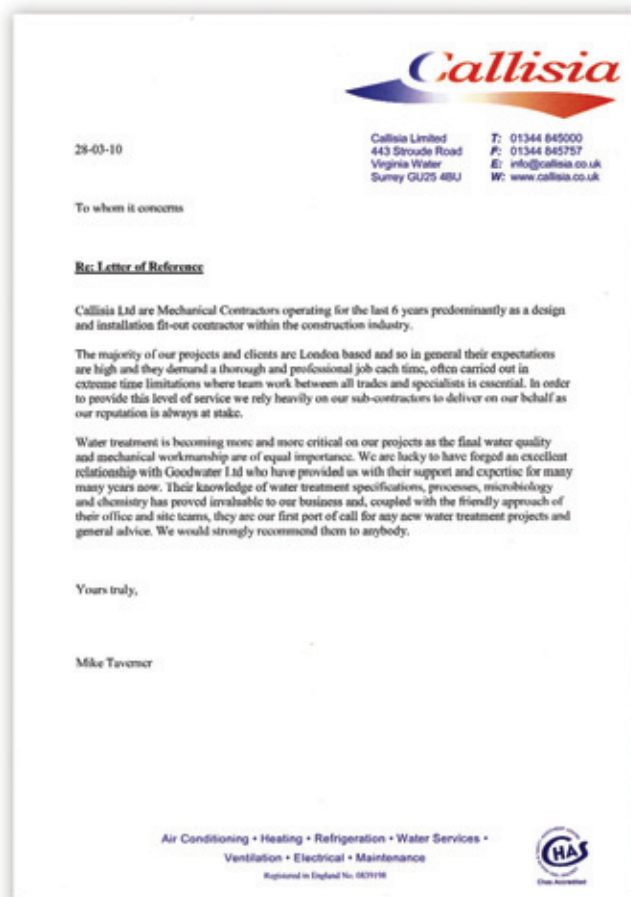 Callisia
Callisia Limited
443 Stroude Road
Virginia Water
Surrey GU25 4BU
T: 01344 845000
F: 01344 845757
E: info@callisia.co.uk
W: www.callisia.co.uk
28-03-10
To whom it concerns
Re: Letter of Reference
Callisia Ltd are Mechanical Contractors operating for the last 6 years predominantly as a design
and installation fit-out contractor within the construction industry.
The majority of our projects and clients are London based and so in general their expectations
are high and they demand a thorough and professional job each time, often carried out in
extreme time limitations where team work between all trades and specialists is essential. In order
to provide this level of service we rely heavily on our sub-contractors to deliver on our behalf as
our reputation is always at stake.
Water treatment is becoming more and more critical on our projects as the final water quality
and mechanical workmanship are of equal importance. We are lucky to have forged an excellent
relationship with Goodwater Ltd who have provided us with their support and expertise for many
many years now. Their knowledge of water treatment specifications, processes, microbiology
and chemistry has proved invaluable to our business and, coupled with the friendly approach of
their office and site teams, they are our first port of call for any new water treatment projects and
general advice. We would strongly recommend them to anybody.
Yours truly,
Mike Taverner
Air Conditioning • Heating • Refrigeration • Water Services •
Ventilation • Electrical • Maintenance
Registered in England No.
CHAS
Chas Accredited